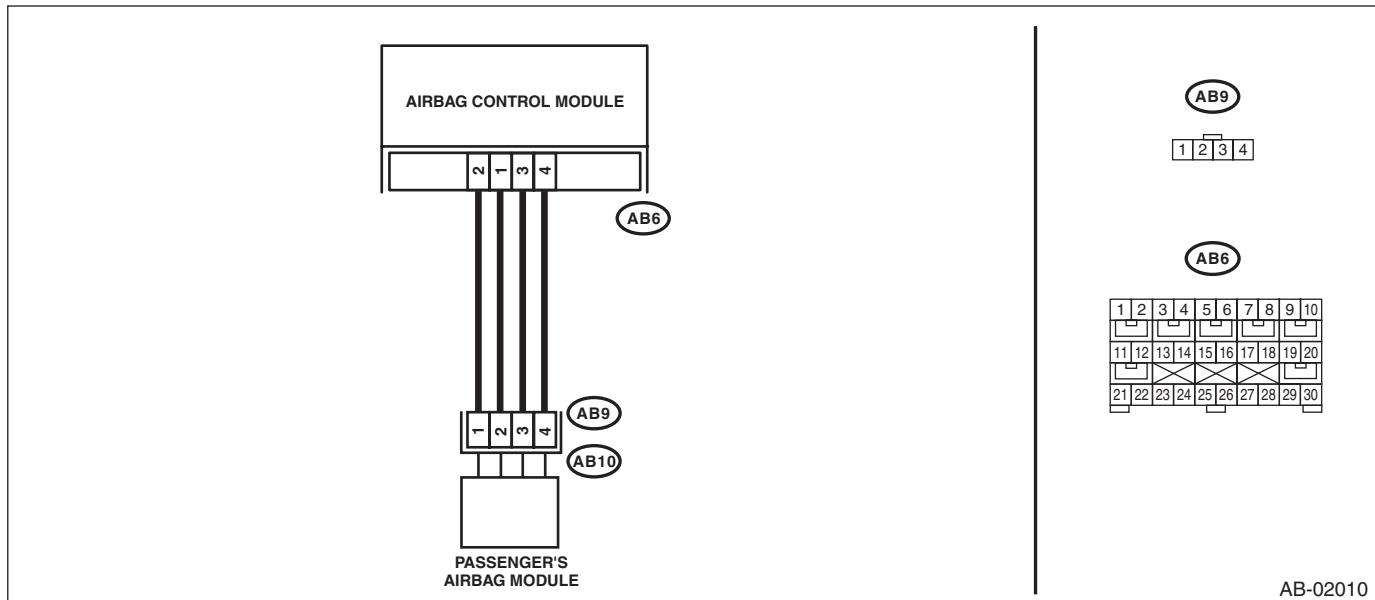 AIRBAG CONTROL MODULE
2 1 3 4
AB6
1 2 3 4
AB9
AB10
PASSENGER'S
AIRBAG MODULE
AB9
1 2 3 4
AB6
1 2 3 4 5 6 7 8 9 10
11 12 13 14 15 16 17 18 19 20
21 22 23 24 25 26 27 28 29 30
AB-02010